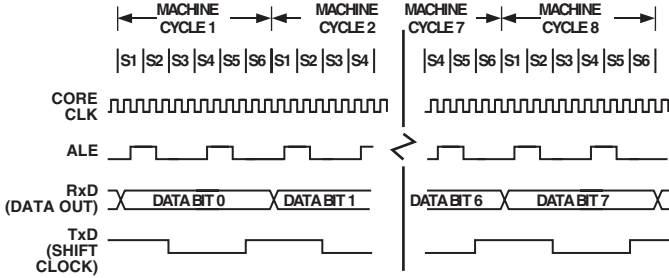 MACHINE CYCLE 1
MACHINE CYCLE 2
MACHINE CYCLE 7
MACHINE CYCLE 8
S1 S2 S3 S4 S5 S6 S1 S2 S3 S4 S4 S5 S6 S1 S2 S3 S4 S5 S6
CORE CLK
ALE
RxD (DATA OUT)
DATA BIT 0
DATA BIT 1
DATA BIT 6
DATA BIT 7
TxD (SHIFT CLOCK)